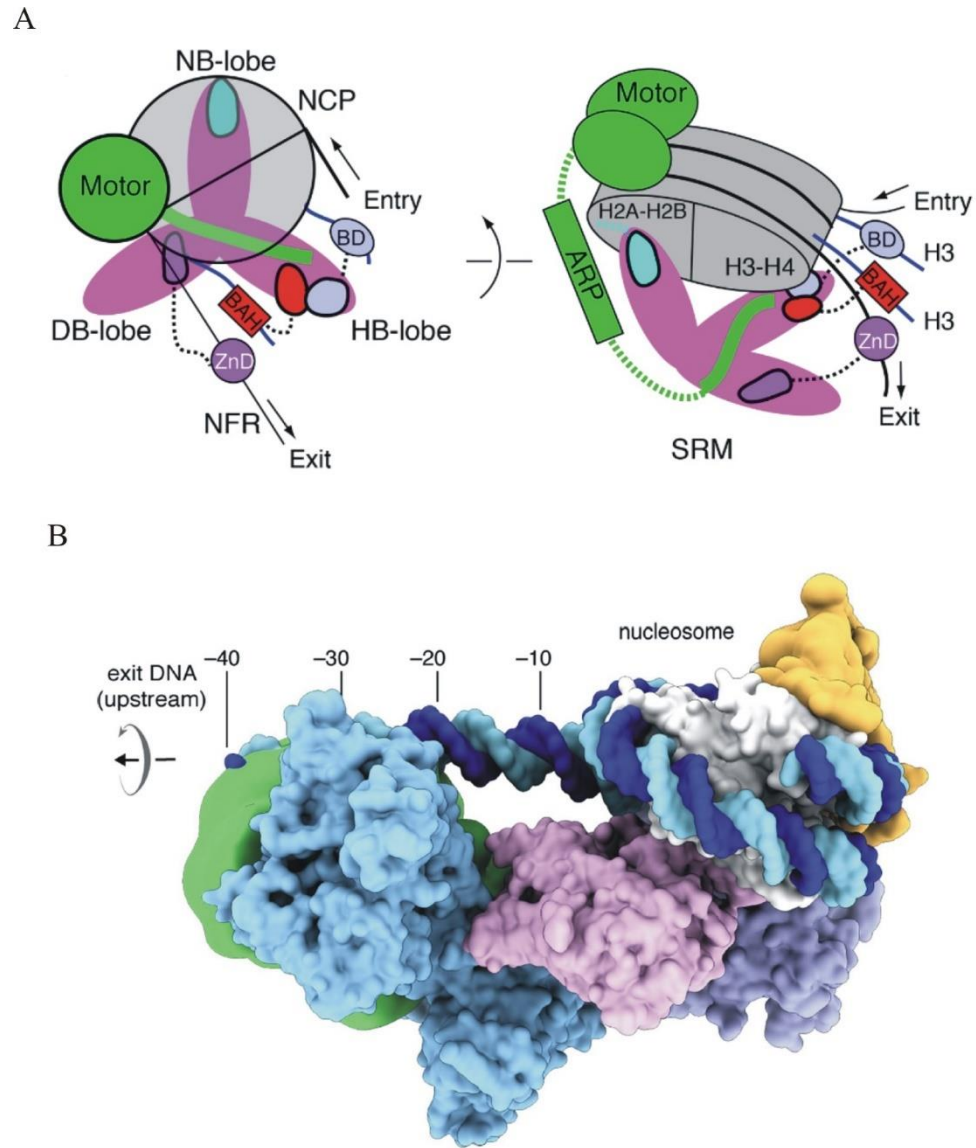 A
NB-lobe
NCP
Motor
Entry
BD
BAH
DB-lobe
HB-lobe
ZnD
NFR
Exit
Motor
Entry
H2A-H2B
BD
H3
ARP
H3-H4
BAH
H3
ZnD
Exit
SRM
B
nucleosome
–40
–30
–20
–10
exit DNA
(upstream)